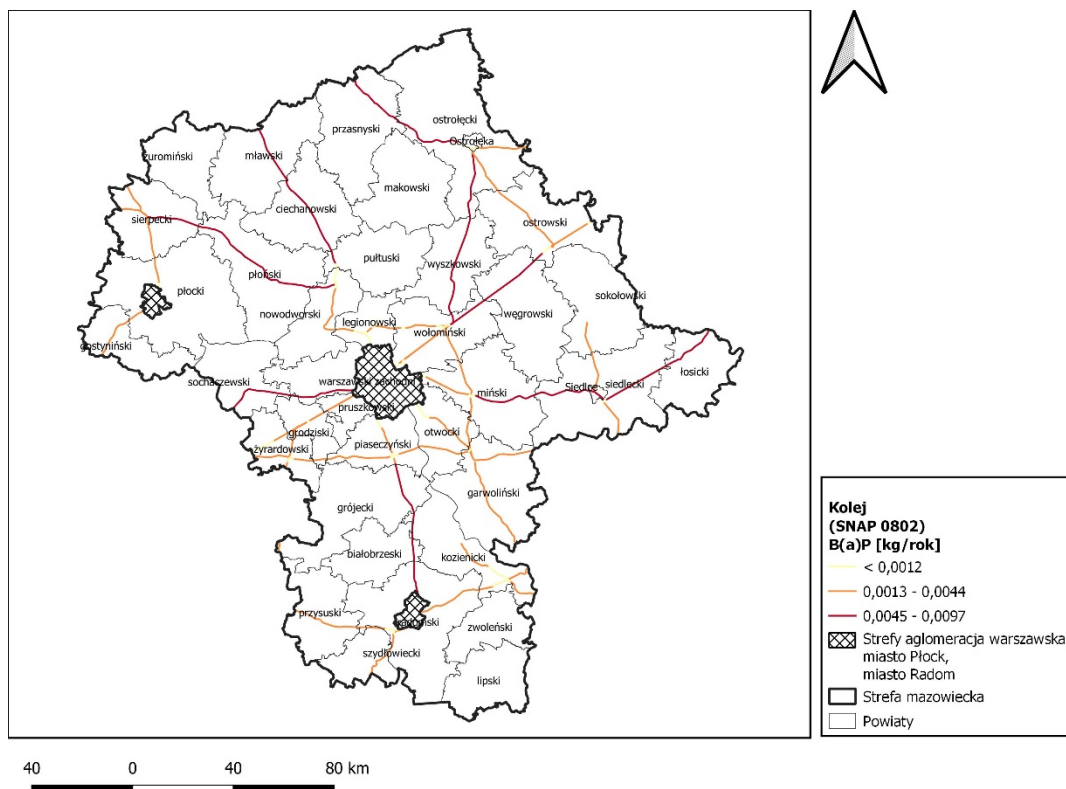 ostrołęcki
przasnyski
Ostrołęka
żuromiński
mławski
makowski
ciechanowski
sierpecki
ostrowski
pułtuski
wyszkowski
płoński
płocki
sokołowski
nowodworski
węgrowski
legionowski
wołomiński
gostyniński
łosicki
sochaczewski
warszawski zachodni
Siedlce
siedlecki
miński
pruszkowski
grodziski
otwocki
żyrardowski
piaseczyński
garwoliński
grójecki
białobrzeski
kozienicki
przysuski
radomski
zwoleński
szydłowiecki
lipski
Kolej
(SNAP 0802)
B(a)P [kg/rok]
< 0,0012
0,0013 - 0,0044
0,0045 - 0,0097
Strefy aglomeracja warszawska
miasto Płock,
miasto Radom
Strefa mazowiecka
Powiaty
40 0 40 80 km